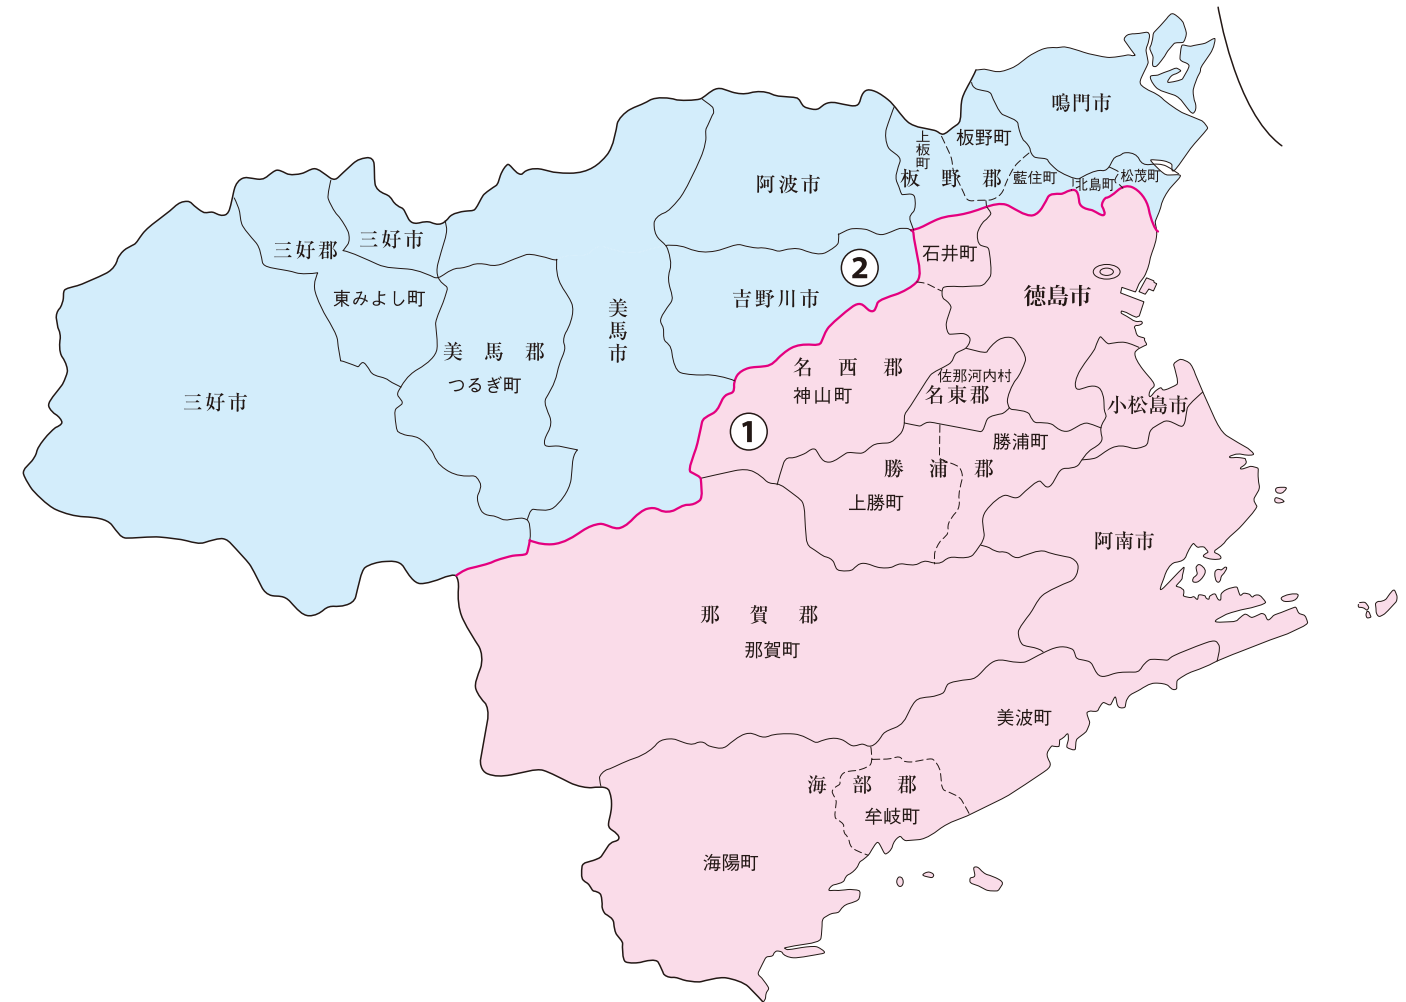 鳴門市
板野町
上板町
板野郡
藍住町
北島町
松茂町
阿波市
三好郡
三好市
東みよし町
石井町
②
吉野川市
徳島市
美馬市
美馬郡
つるぎ町
名西郡
神山町
佐那河内村
名東郡
三好市
小松島市
①
勝浦町
勝浦郡
上勝町
阿南市
那賀郡
那賀町
美波町
海部郡
牟岐町
海陽町